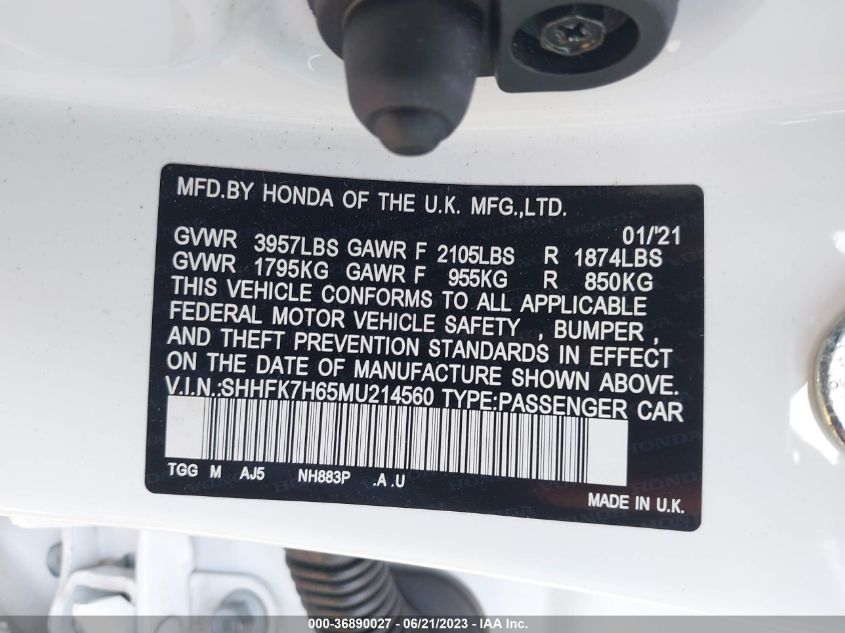 MFD.BY HONDA OF THE U.K. MFG.,LTD.
01/'21
GVWR 3957LBS GAWR F 2105LBS R 1874LBS
GVWR 1795KG GAWR F 955KG R 850KG
THIS VEHICLE CONFORMS TO ALL APPLICABLE
FEDERAL MOTOR VEHICLE SAFETY , BUMPER ,
AND THEFT PREVENTION STANDARDS IN EFFECT
ON THE DATE OF MANUFACTURE SHOWN ABOVE.
V.I.N.:SHHFK7H65MU214560 TYPE:PASSENGER CAR
TGG M AJ5 NH883P .A .U
MADE IN U.K.
© 036-36890027 - 06/21/2023 - IAA Inc.